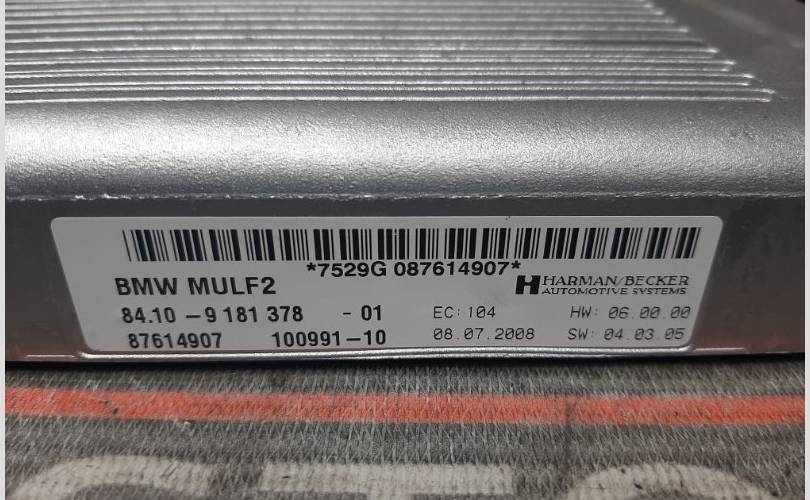 *7529G 087614907*
BMW MULF2
HARMAN/BECKER
AUTOMOTIVE SYSTEMS
84.10 - 9 181 378 - 01 EC: 104 HW: 06.00.00
87614907 100991-10 08.07.2008 SW: 04.03.05